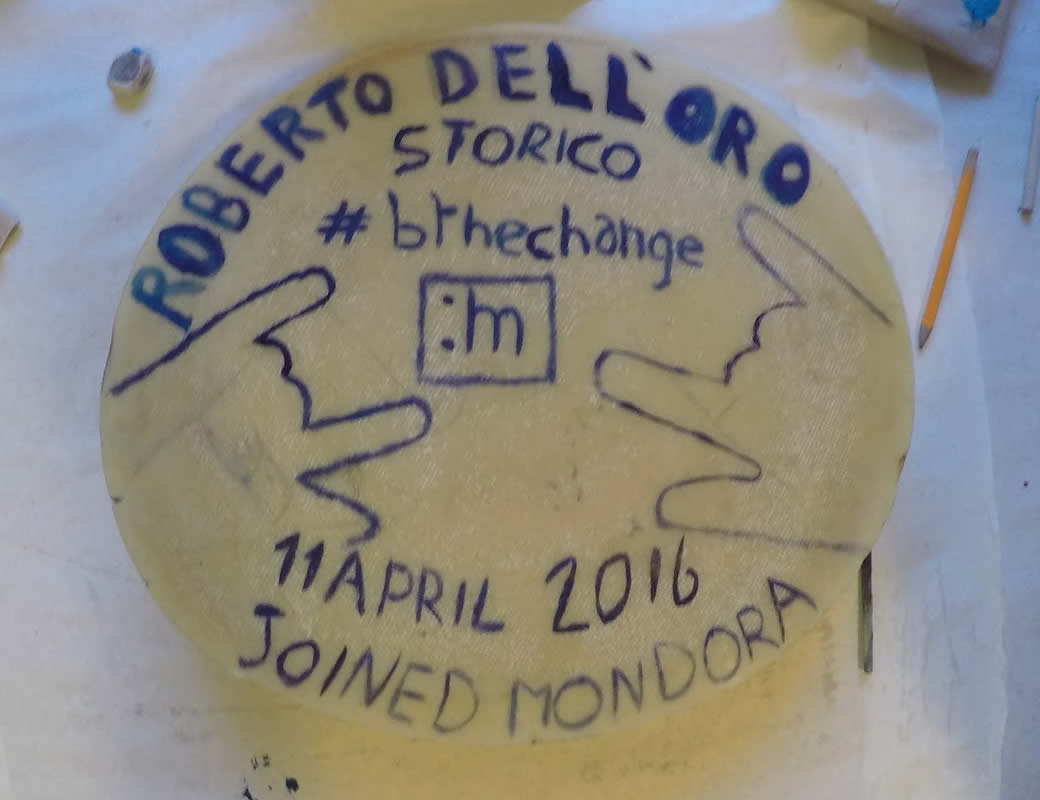 ROBERTO DELL'ORO
STORICO
#bthechange
:m
11 APRIL 2016
JOINED MONDORA